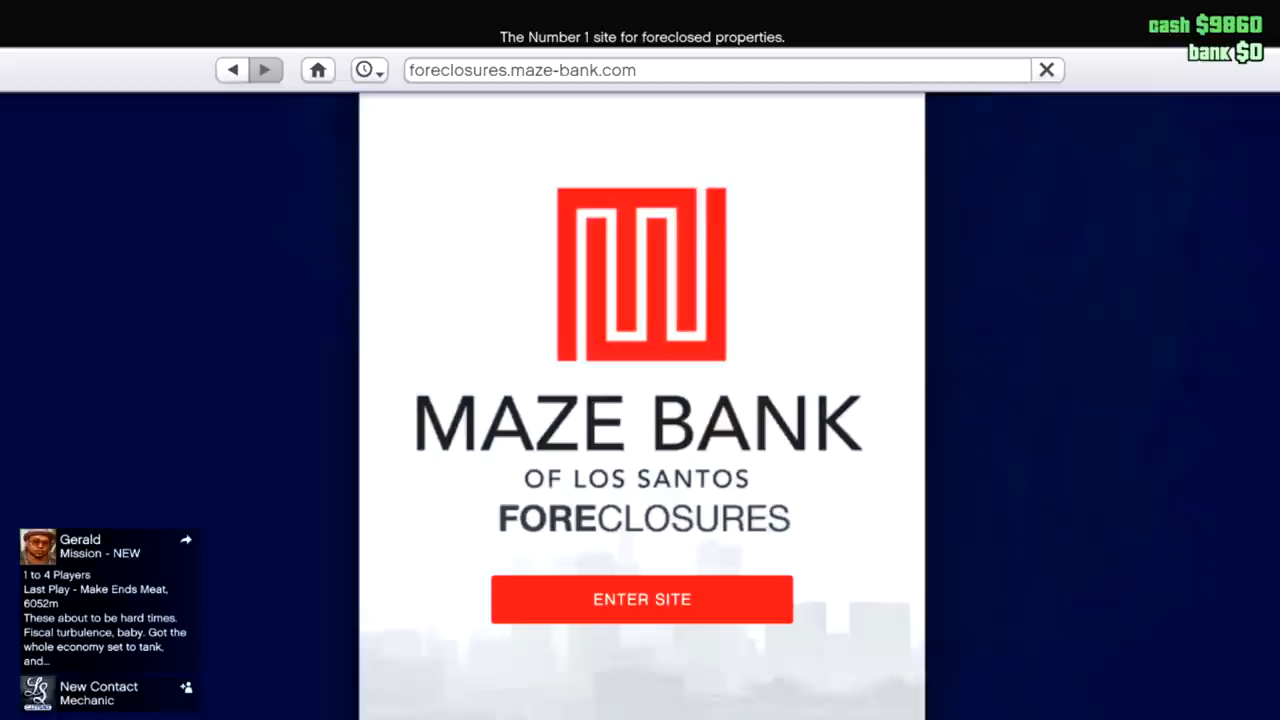 The Number 1 site for foreclosed properties.
cash $9860
bank $0
foreclosures.maze-bank.com
MAZE BANK
OF LOS SANTOS
FORECLOSURES
ENTER SITE
Gerald
Mission - NEW
1 to 4 Players
Last Play - Make Ends Meat,
6052m
These about to be hard times.
Fiscal turbulence, baby. Got the
whole economy set to tank,
and...
New Contact
Mechanic